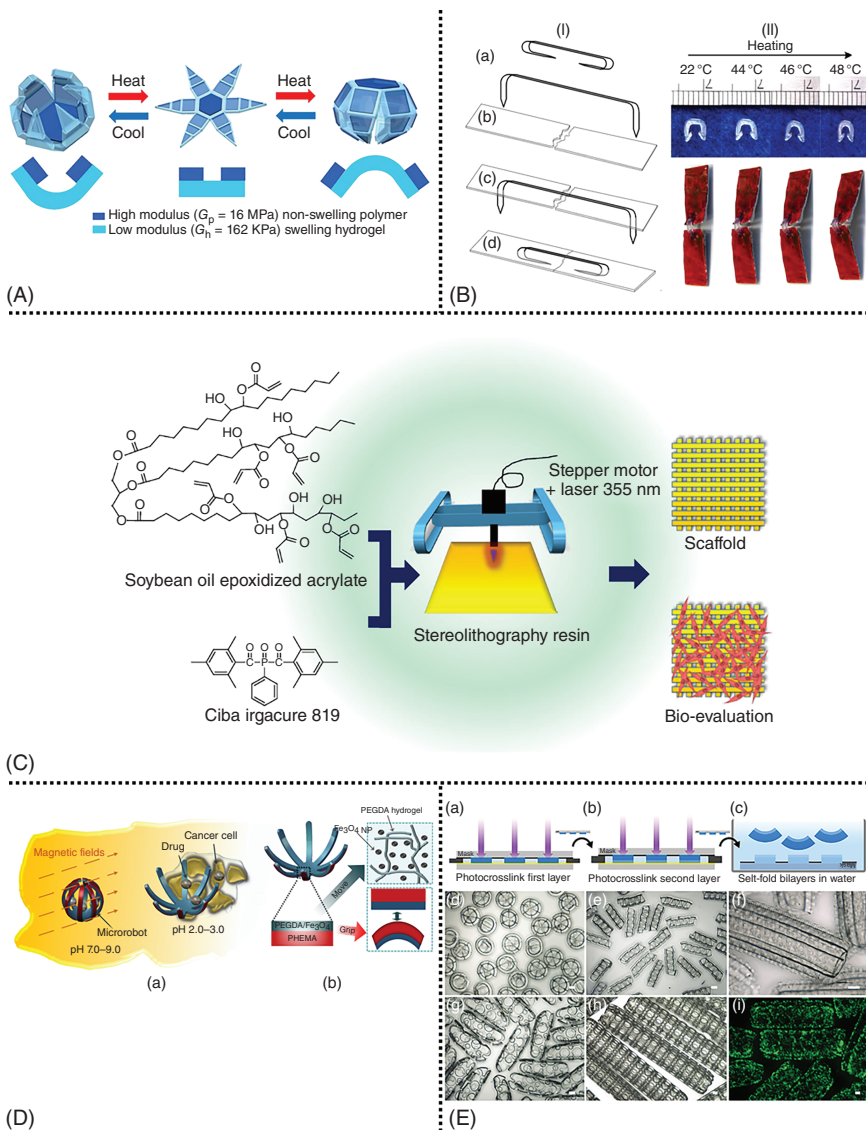 Heat
Heat
Cool
Cool
High modulus (Gp = 16 MPa) non-swelling polymer
Low modulus (Gh = 162 KPa) swelling hydrogel
(A)
(I)
(a)
(b)
(c)
(d)
(II)
Heating
22 °C
44 °C
46 °C
48 °C
(B)
O
O
HO
O
HO
HO
O
O
O
O
O
O
O
O
O
O
O
OH
OH
HO
O
O
O
O
Soybean oil epoxidized acrylate
O O O
C P C
Ciba irgacure 819
Stepper motor
+ laser 355 nm
Stereolithography resin
Scaffold
Bio-evaluation
(C)
Magnetic fields
Drug
Cancer cell
Microrobot
pH 7.0–9.0
pH 2.0–3.0
(a)
PEGDA hydrogel
Fe3O4 NP
Move
PEGDA/Fe3O4
PHEMA
Grip
(b)
(D)
(a)
Mask
Photocrosslink first layer
(b)
Mask
Photocrosslink second layer
(c)
Selt-fold bilayers in water
(d)
(e)
(f)
(g)
(h)
(i)
(E)